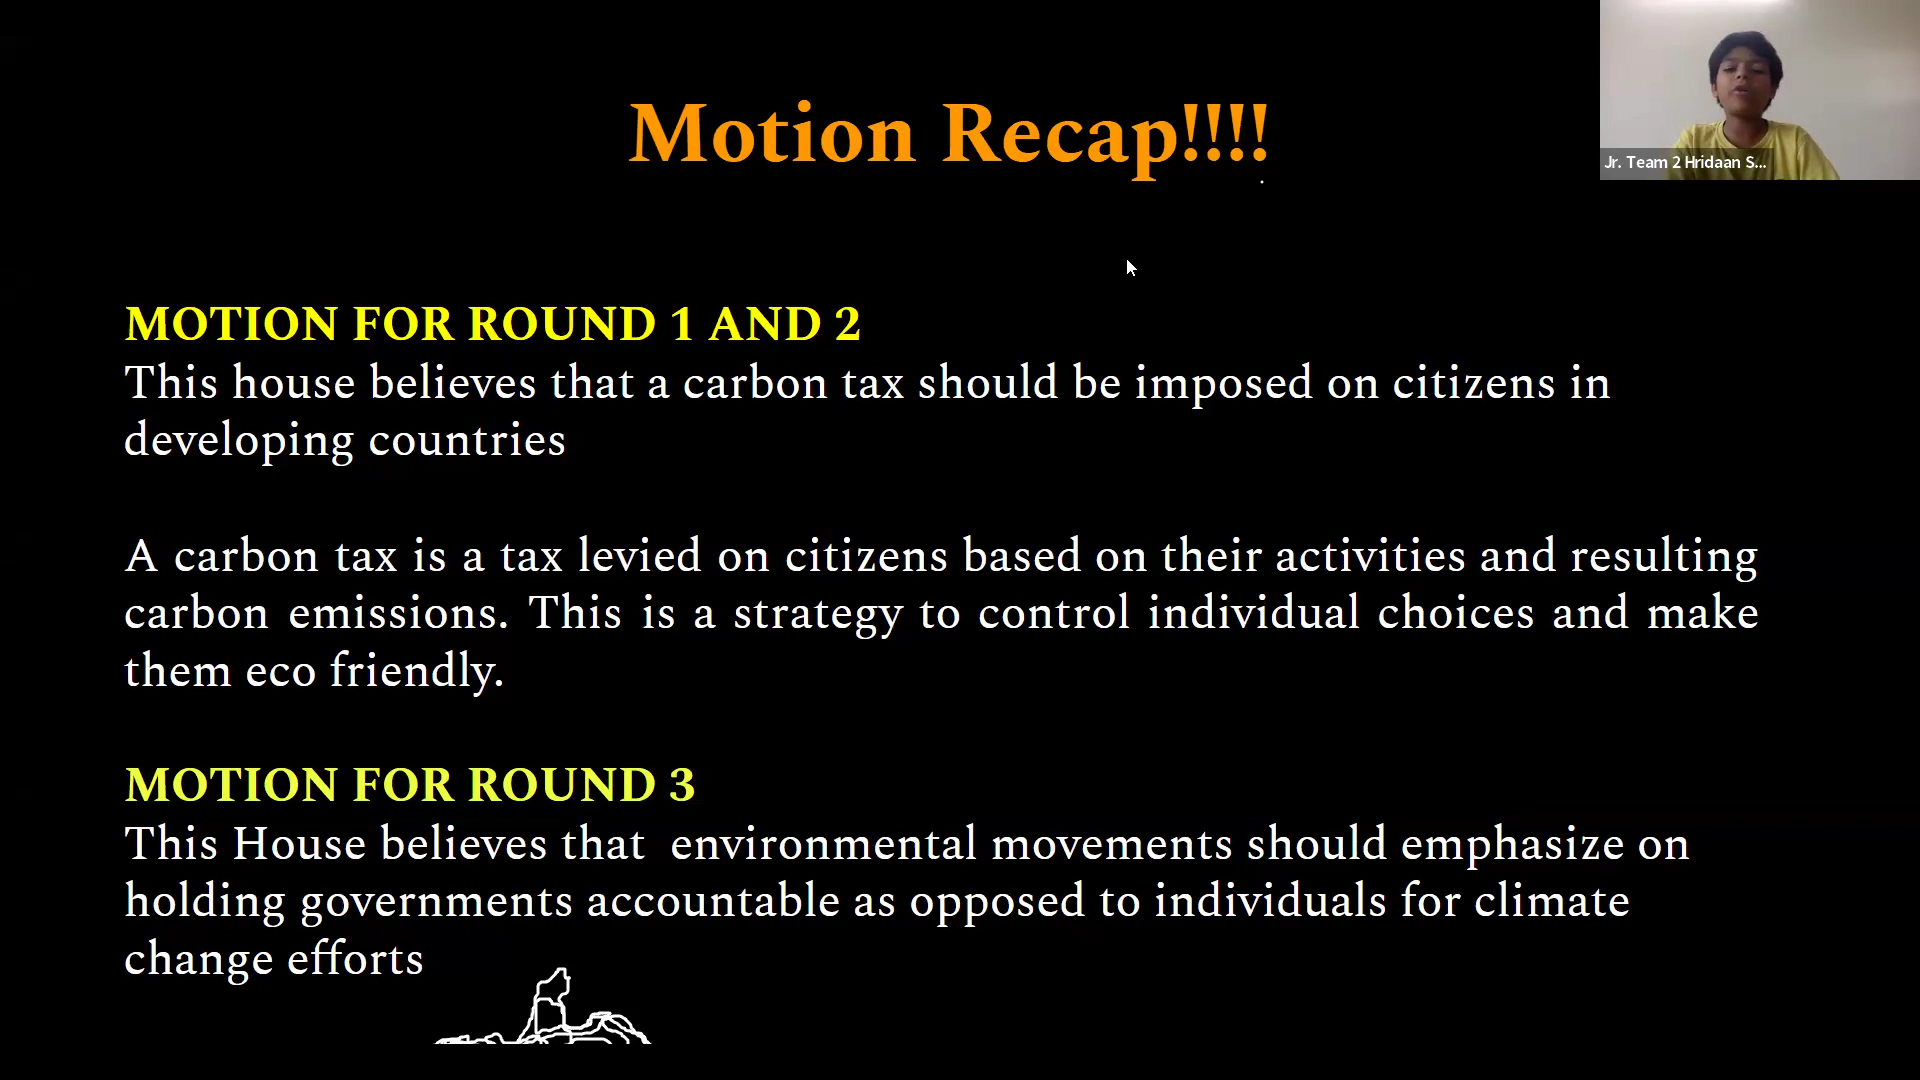 Motion Recap!!!!
Jr. Team 2 Hridaan S...
MOTION FOR ROUND 1 AND 2
This house believes that a carbon tax should be imposed on citizens in
developing countries
A carbon tax is a tax levied on citizens based on their activities and resulting
carbon emissions. This is a strategy to control individual choices and make
them eco friendly.
MOTION FOR ROUND 3
This House believes that  environmental movements should emphasize on
holding governments accountable as opposed to individuals for climate
change efforts